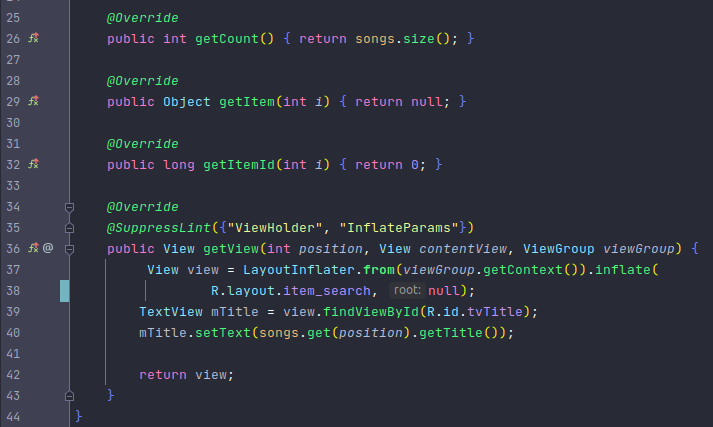 25 @Override
26 public int getCount() { return songs.size(); }
27
28 @Override
29 public Object getItem(int i) { return null; }
30
31 @Override
32 public long getItemId(int i) { return 0; }
33
34 @Override
35 @SuppressLint({"ViewHolder", "InflateParams"})
36 @ public View getView(int position, View contentView, ViewGroup viewGroup) {
37 View view = LayoutInflater.from(viewGroup.getContext()).inflate(
38 R.layout.item_search, root: null);
39 TextView mTitle = view.findViewById(R.id.tvTitle);
40 mTitle.setText(songs.get(position).getTitle());
41
42 return view;
43 }
44 }